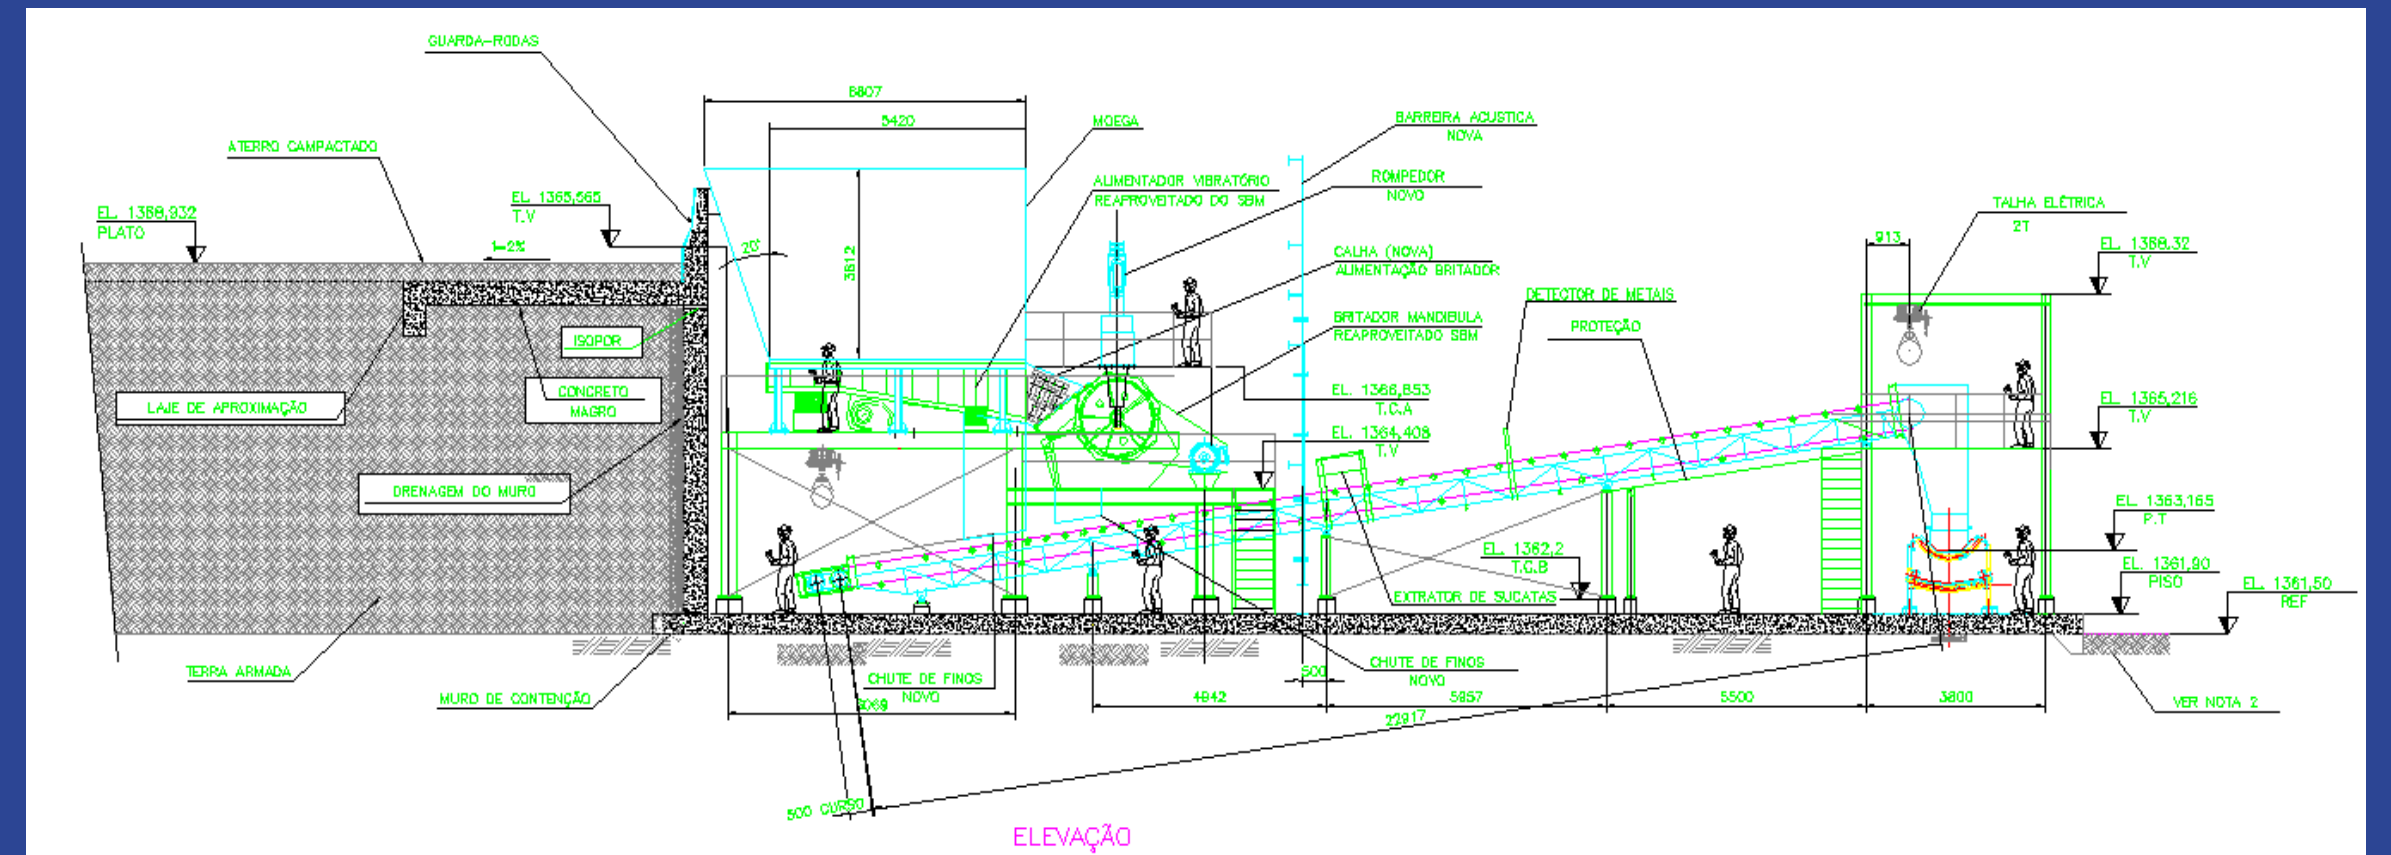 GUARDA-RODAS
6807
5420
MOEGA
BARREIRA ACUSTICA
NOVA
ATERRO CAMPACTADO
ALIMENTADOR VIBRATÓRIO
REAPROVEITADO DO SBM
ROMPEDOR
NOVO
EL. 1365,565
T.V
EL. 1368,932
PLATO
1-2%
20°
3612
TALHA ELÉTRICA
2T
913
EL. 1368.32
T.V
CALHA (NOVA)
ALIMENTAÇÃO BRITADOR
DETECTOR DE METAIS
BRITADOR MANDIBULA
REAPROVEITADO SBM
PROTEÇÃO
ISOPOR
CONCRETO
MAGRO
LAJE DE APROXIMAÇÃO
EL. 1366,853
T.C.A
EL. 1365,216
T.V
EL. 1364,408
T.V
DRENAGEM DO MURO
EL. 1363,165
P.T
EL. 1362,2
T.C.B
EL. 1361,90
PISO
EL. 1361,50
REF
EXTRATOR DE SUCATAS
TERRA ARMADA
MURO DE CONTENÇÃO
CHUTE DE FINOS
NOVO
CHUTE DE FINOS
NOVO
500
4942
5500
3800
22917
VER NOTA 2
500 CURSO
ELEVAÇÃO